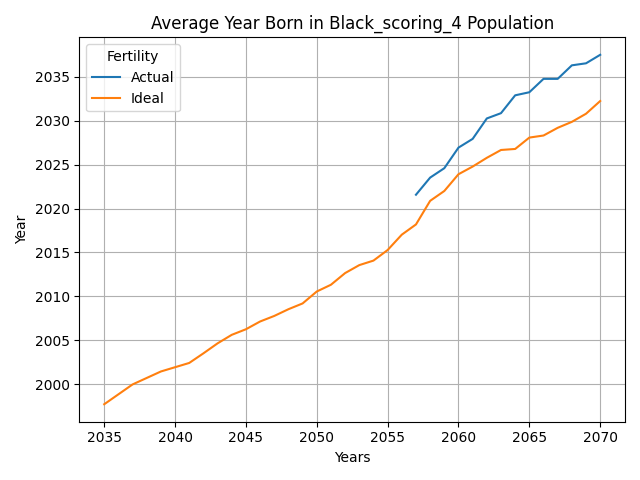 Average Year Born in Black_scoring_4 Population
Fertility
Actual
Ideal
Year
2035
2030
2025
2020
2015
2010
2005
2000
2035 2040 2045 2050 2055 2060 2065 2070
Years